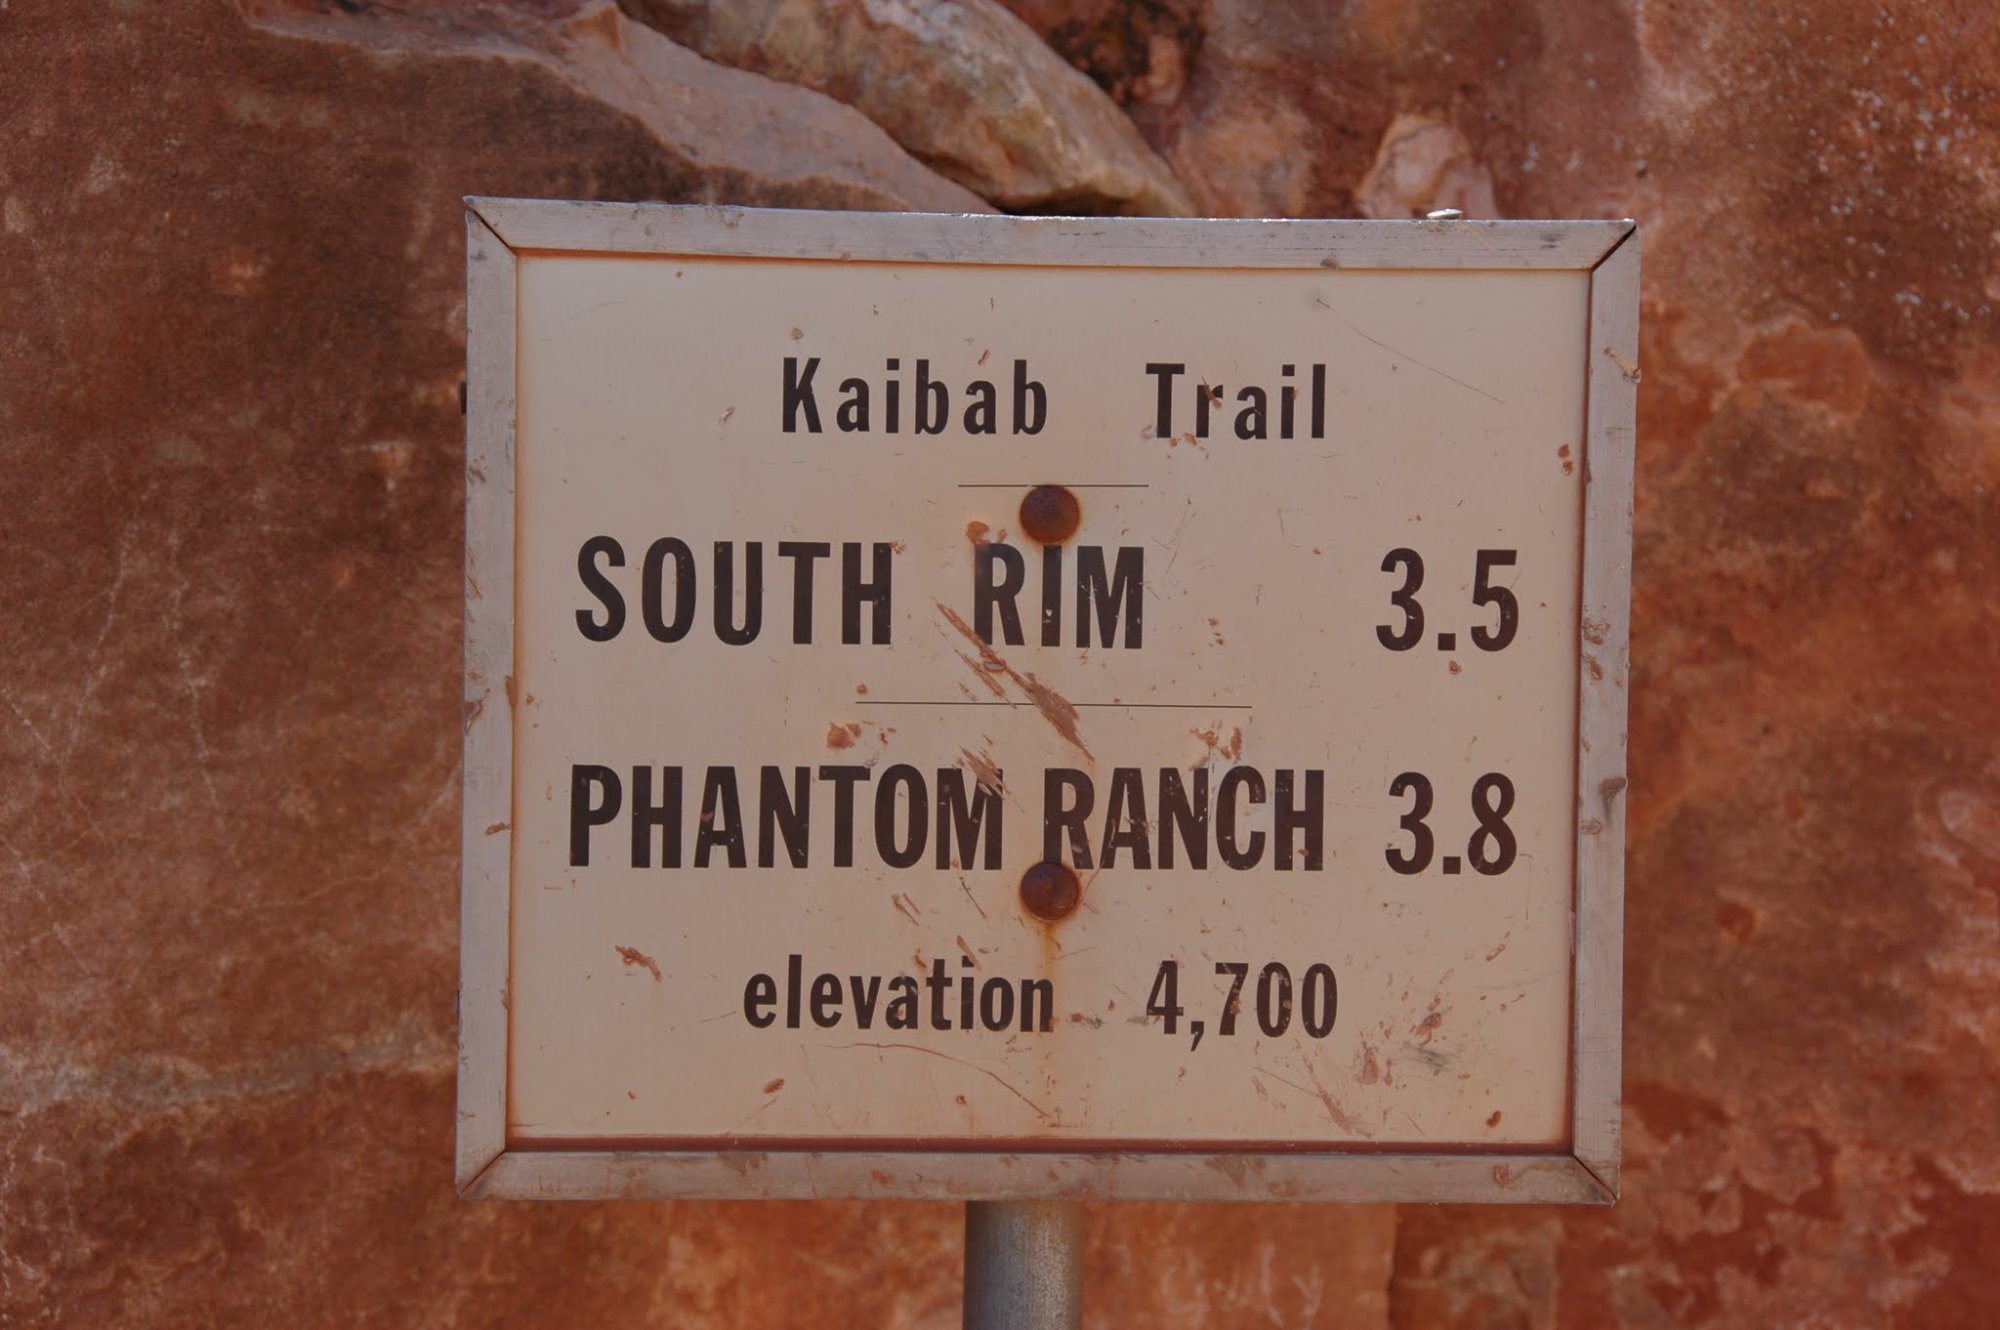 Kaibab Trail
SOUTH RIM 3.5
PHANTOM RANCH 3.8
elevation 4,700